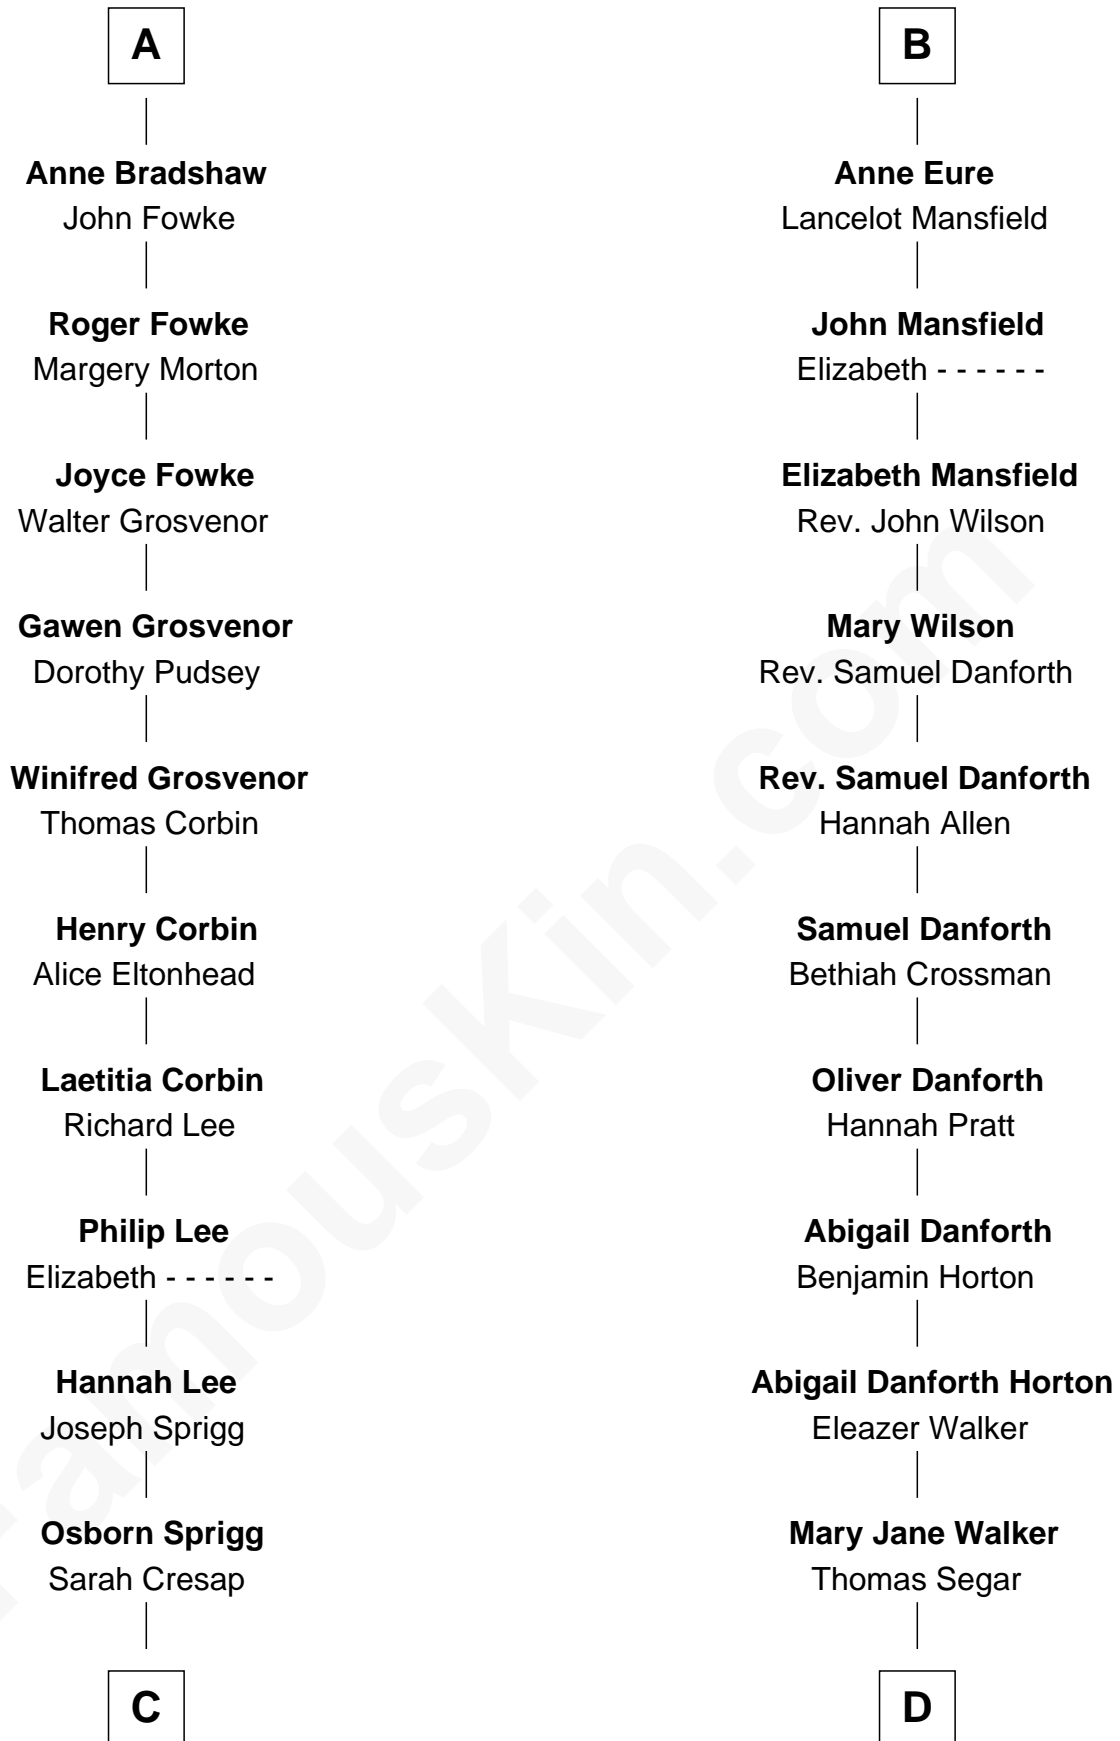 A
Anne Bradshaw
John Fowke
Roger Fowke
Margery Morton
Joyce Fowke
Walter Grosvenor
Gawen Grosvenor
Dorothy Pudsey
Winifred Grosvenor
Thomas Corbin
Henry Corbin
Alice Eltonhead
Laetitia Corbin
Richard Lee
Philip Lee
Elizabeth - - - - - -
Hannah Lee
Joseph Sprigg
Osborn Sprigg
Sarah Cresap
C
B
Anne Eure
Lancelot Mansfield
John Mansfield
Elizabeth - - - - - -
Elizabeth Mansfield
Rev. John Wilson
Mary Wilson
Rev. Samuel Danforth
Rev. Samuel Danforth
Hannah Allen
Samuel Danforth
Bethiah Crossman
Oliver Danforth
Hannah Pratt
Abigail Danforth
Benjamin Horton
Abigail Danforth Horton
Eleazer Walker
Mary Jane Walker
Thomas Segar
D
FamousKin.com